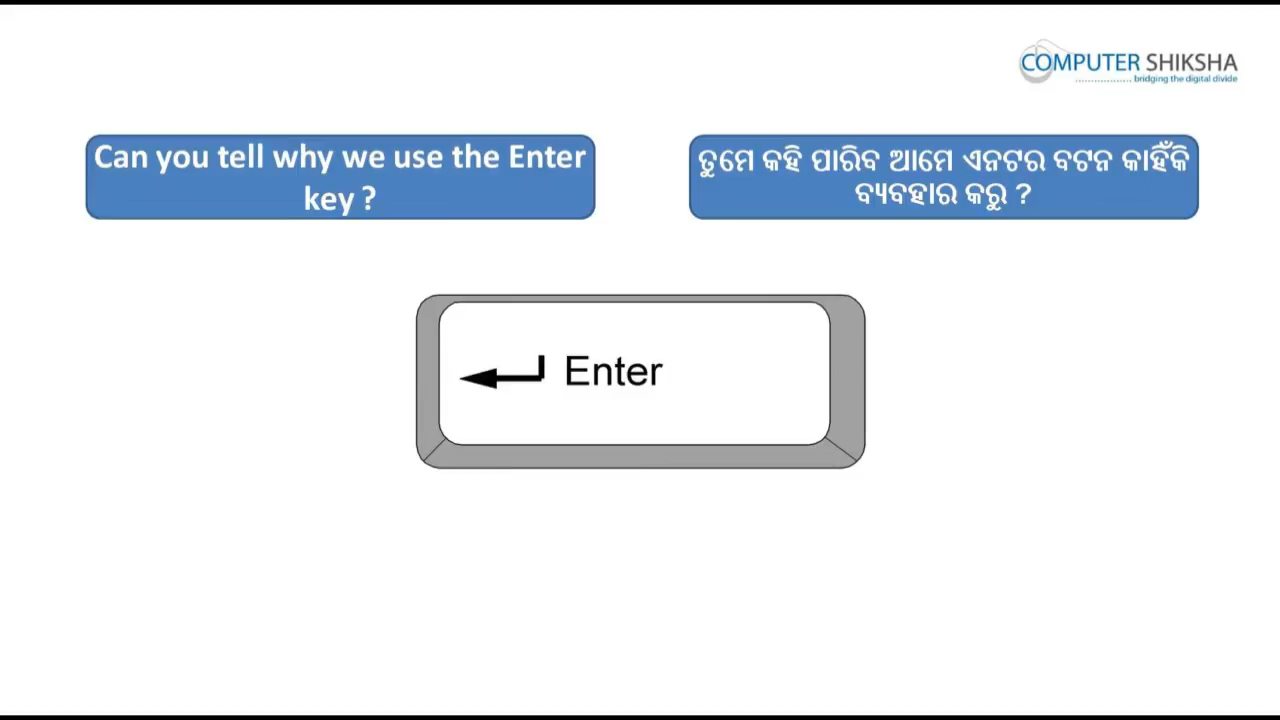 COMPUTER SHIKSHA
bridging the digital divide
Can you tell why we use the Enter
key ?
ତୁମେ କହି ପାରିବ ଆମେ ଏନଟର ବଟନ କାହିଁକି
ବ୍ୟବହାର କରୁ ?
Enter